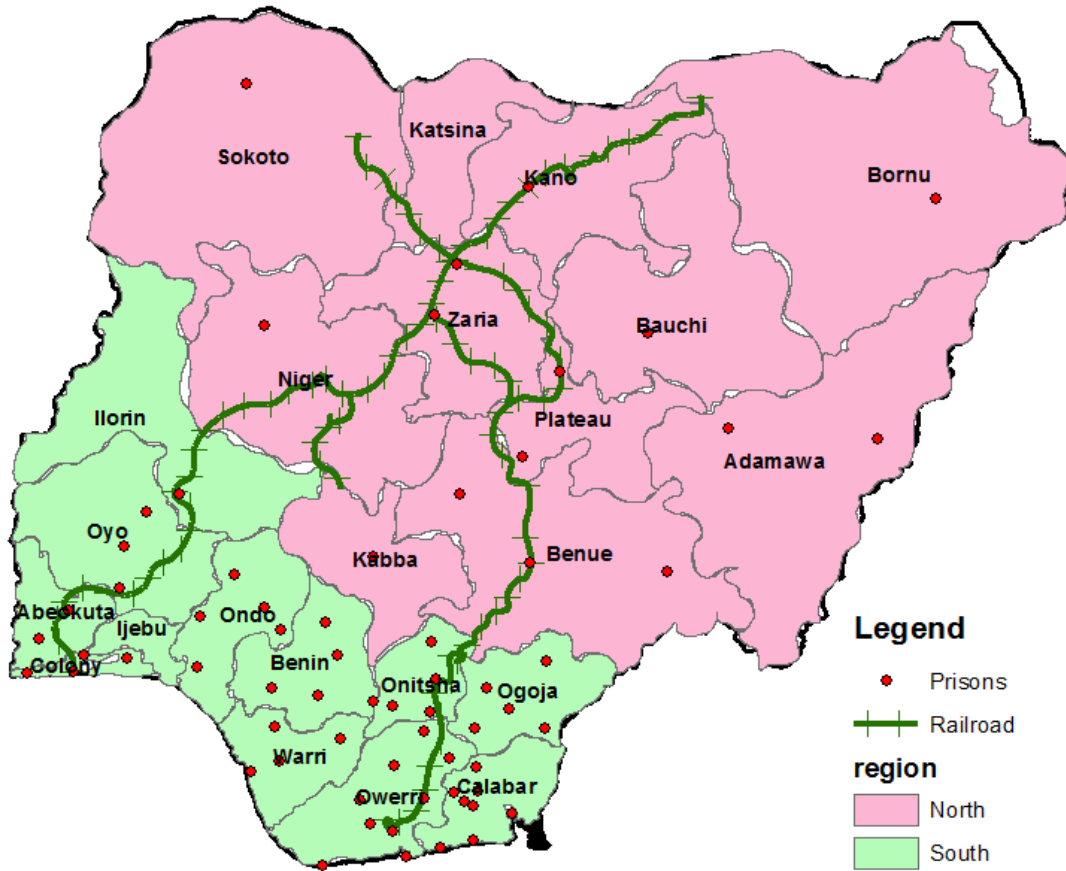 Katsina
Sokoto
Kano
Bornu
Zaria
Bauchi
Niger
Ilorin
Plateau
Adamawa
Oyo
Kabba
Benue
Abeokuta
Ijebu
Ondo
Colony
Benin
Onitsha
Ogoja
Warri
Owerri
Calabar
Legend
Prisons
Railroad
region
North
South